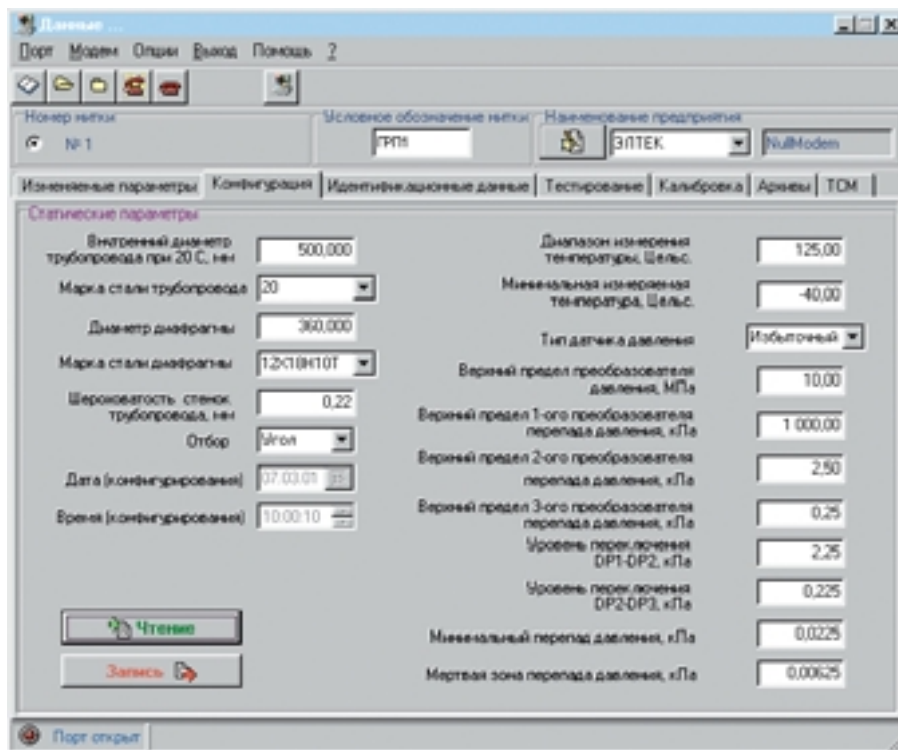 Данные ...
Порт Модем Опции Выход Помощь ?
Номер нитки
№ 1
Условное обозначение нитки
ГРП1
Наименование предприятия
ЭЛТЕК
NullModem
Изменяемые параметры Конфигурация Идентификационные данные Тестирование Калибровка Архивы ТСМ
Статические параметры
Внутренний диаметр
трубопровода при 20 С, мм
500,000
Марка стали трубопровода
20
Диаметр диафрагмы
360,000
Марка стали диафрагмы
12Х18Н10Т
Шероховатость стенок
трубопровода, мм
0,22
Отбор
Угол
Дата (конфигурирования)
07.03.01
15
Время (конфигурирования)
10:00:10
Чтение
Запись
Диапазон измерения
температуры, Цельс.
125,00
Минимальная измеряемая
температура, Цельс.
-40,00
Тип датчика давления
Избыточный
Верхний предел преобразователя
давления, МПа
10,00
Верхний предел 1-ого преобразователя
перепада давления, кПа
1 000,00
Верхний предел 2-ого преобразователя
перепада давления, кПа
2,50
Верхний предел 3-ого преобразователя
перепада давления, кПа
0,25
Уровень переключения
DP1-DP2, кПа
2,25
Уровень переключения
DP2-DP3, кПа
0,225
Минимальный перепад давления, кПа
0,0225
Мертвая зона перепада давления, кПа
0,00625
Порт открыт